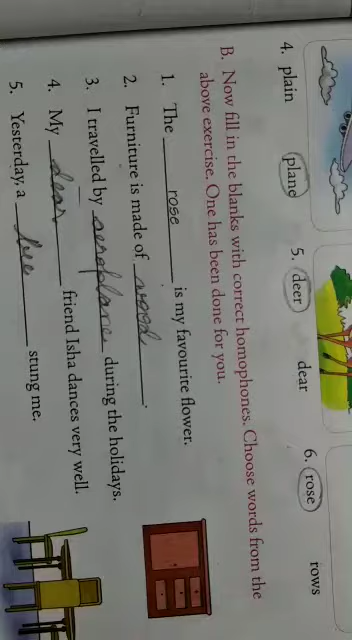 4. plain plane 5. deer dear 6. rose rows
B. Now fill in the blanks with correct homophones. Choose words from the
above exercise. One has been done for you.
1. The rose is my favourite flower.
2. Furniture is made of wood.
3. I travelled by aeroplane during the holidays.
4. My dear friend Isha dances very well.
5. Yesterday, a bee stung me.